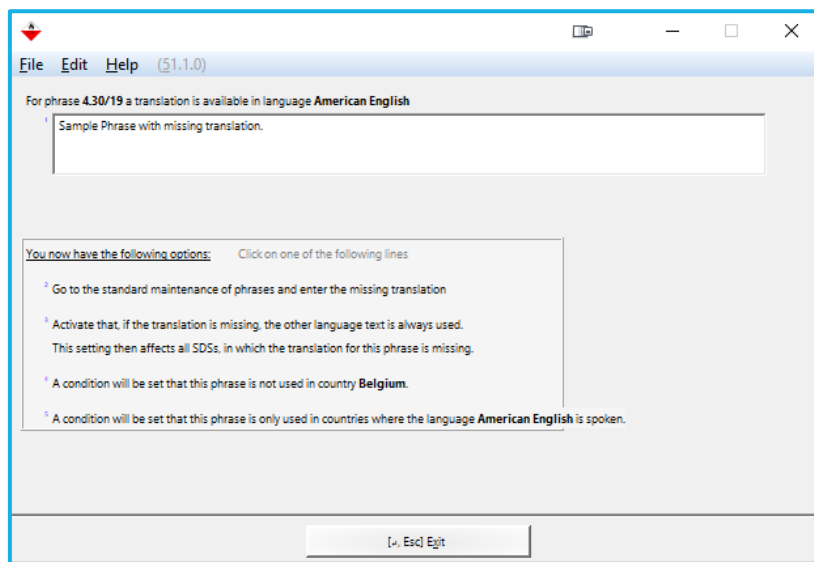 File Edit Help (51.1.0)
For phrase 4.30/19 a translation is available in language American English
1 Sample Phrase with missing translation.
You now have the following options: Click on one of the following lines
2 Go to the standard maintenance of phrases and enter the missing translation
3 Activate that, if the translation is missing, the other language text is always used.
This setting then affects all SDSs, in which the translation for this phrase is missing.
4 A condition will be set that this phrase is not used in country Belgium.
5 A condition will be set that this phrase is only used in countries where the language American English is spoken.
[↵, Esc] Exit